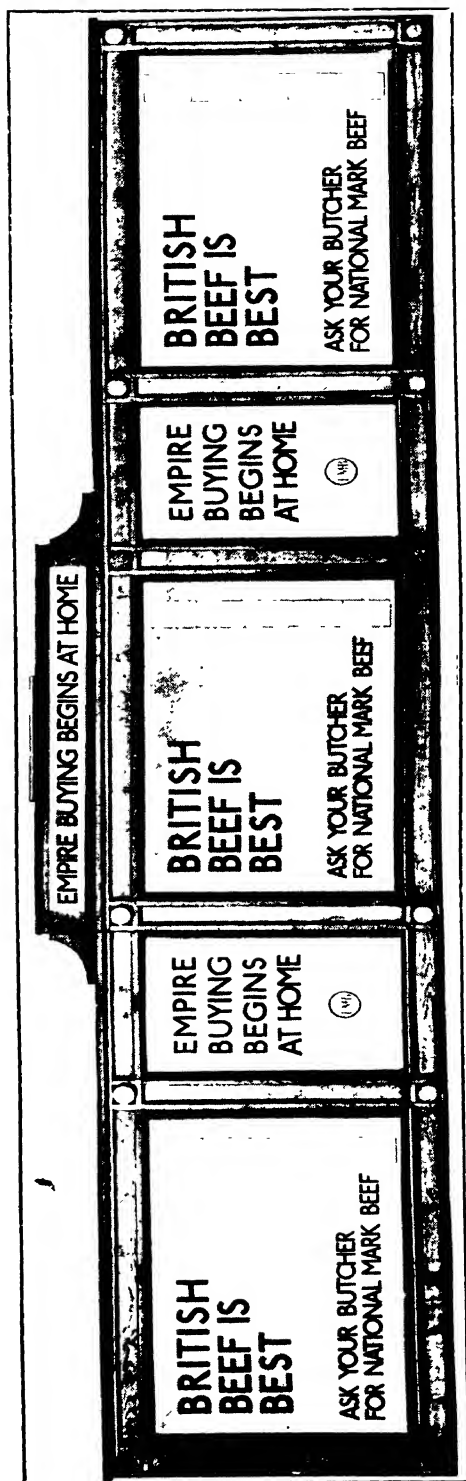 EMPIRE BUYING BEGINS AT HOME
BRITISH
BEEF IS
BEST
ASK YOUR BUTCHER
FOR NATIONAL MARK BEEF
EMPIRE
BUYING
BEGINS
AT HOME
BRITISH
BEEF IS
BEST
ASK YOUR BUTCHER
FOR NATIONAL MARK BEEF
EMPIRE
BUYING
BEGINS
AT HOME
BRITISH
BEEF IS
BEST
ASK YOUR BUTCHER
FOR NATIONAL MARK BEEF